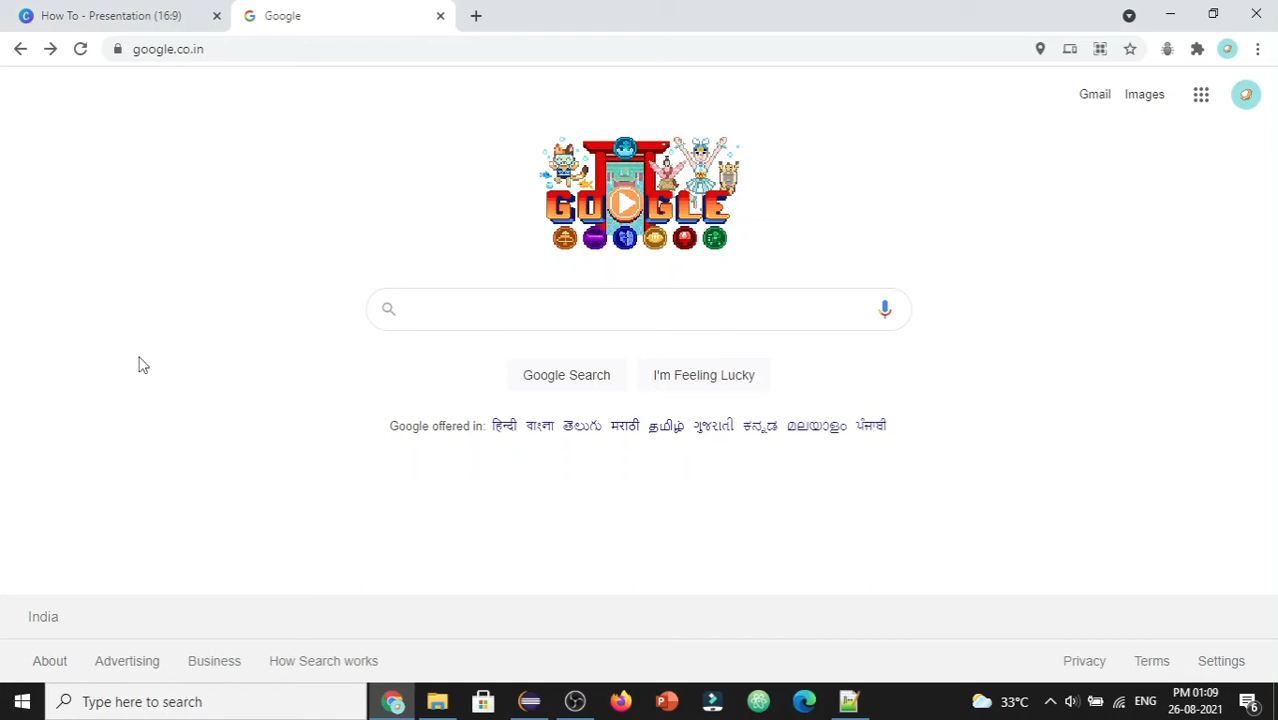 How To - Presentation (16:9)
Google
google.co.in
Gmail Images
GOOGLE
Google Search I'm Feeling Lucky
Google offered in: हिन्दी বাংলা తెలుగు मराठी தமிழ் ગુજરાતી ಕನ್ನಡ മലയാളം ਪੰਜਾਬੀ
India
About Advertising Business How Search works Privacy Terms Settings
Type here to search 33°C ENG PM 01:09
26-08-2021 6